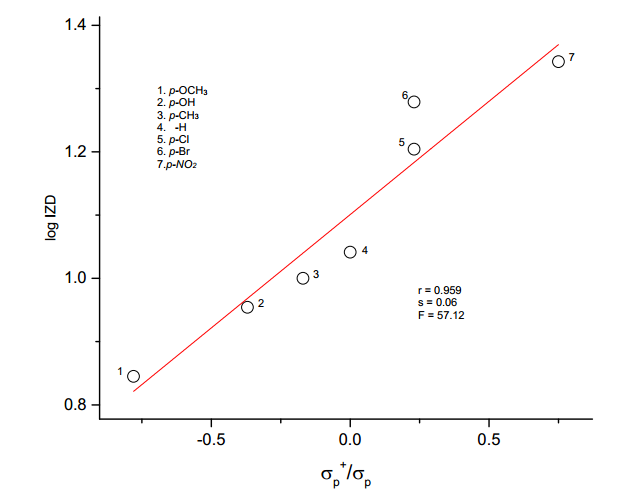 1.4
1.2
1.0
0.8
log IZD
1. p-OCH₃
2. p-OH
3. p-CH₃
4. -H
5. p-Cl
6. p-Br
7.p-NO₂
1
2
3
4
5
6
7
r = 0.959
s = 0.06
F = 57.12
-0.5
0.0
0.5
σp⁺/σp